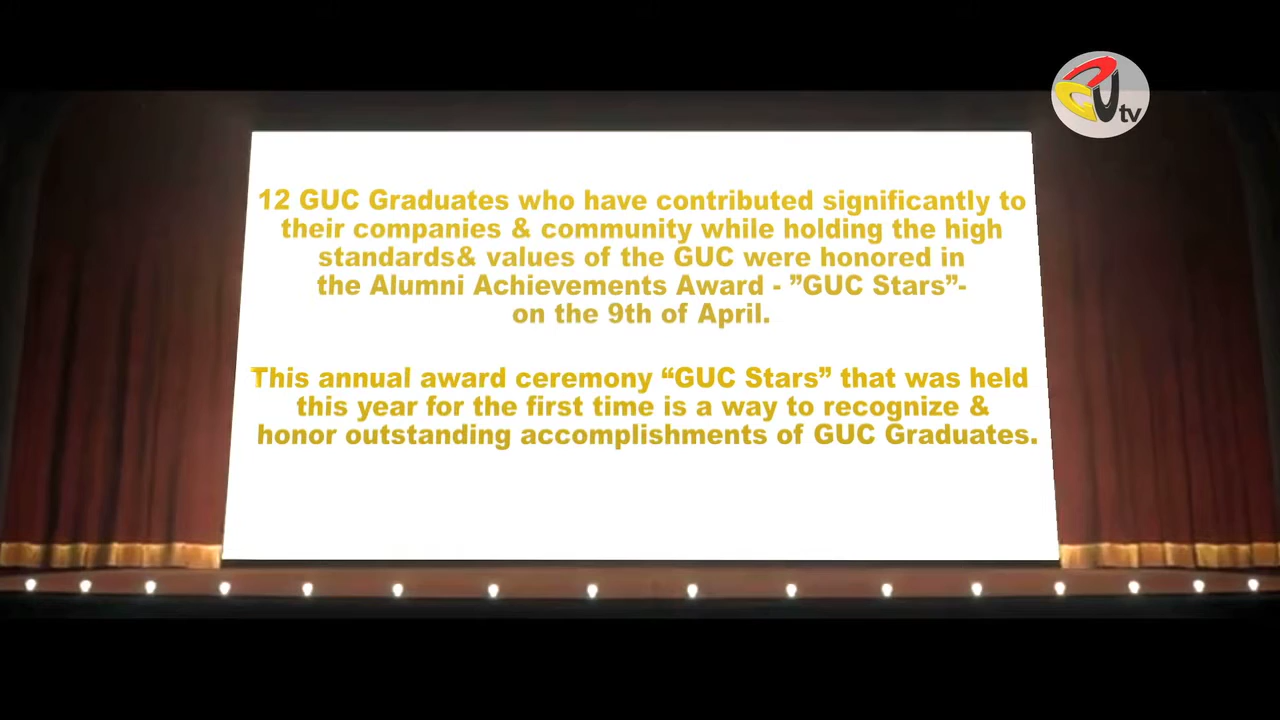 GUC tv
12 GUC Graduates who have contributed significantly to
their companies & community while holding the high
standards& values of the GUC were honored in
the Alumni Achievements Award - ”GUC Stars”-
on the 9th of April.
This annual award ceremony “GUC Stars” that was held
this year for the first time is a way to recognize &
honor outstanding accomplishments of GUC Graduates.